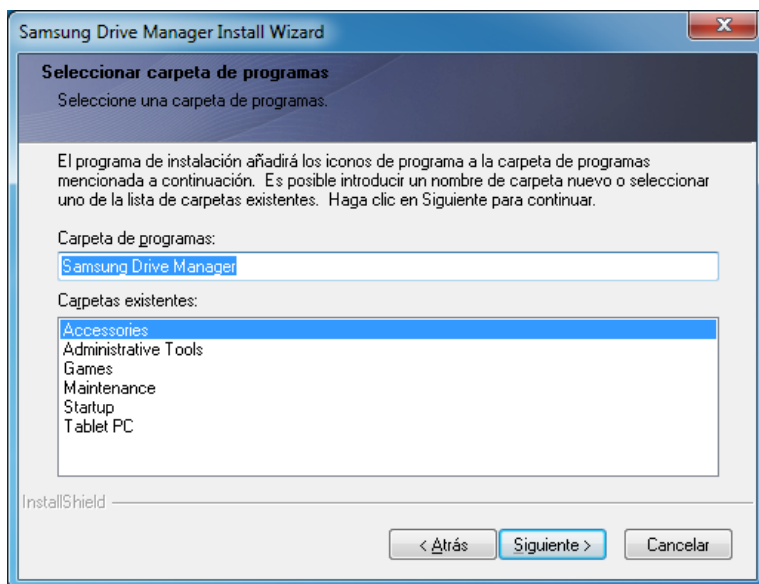 Samsung Drive Manager Install Wizard
Seleccionar carpeta de programas
Seleccione una carpeta de programas.
El programa de instalación añadirá los iconos de programa a la carpeta de programas
mencionada a continuación.  Es posible introducir un nombre de carpeta nuevo o seleccionar
uno de la lista de carpetas existentes.  Haga clic en Siguiente para continuar.
Carpeta de programas:
Samsung Drive Manager
Carpetas existentes:
Accessories
Administrative Tools
Games
Maintenance
Startup
Tablet PC
InstallShield
< Atrás  Siguiente >  Cancelar